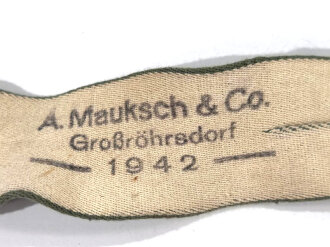 A. Mauksch & Co.
Großröhrsdorf
— 1942 —